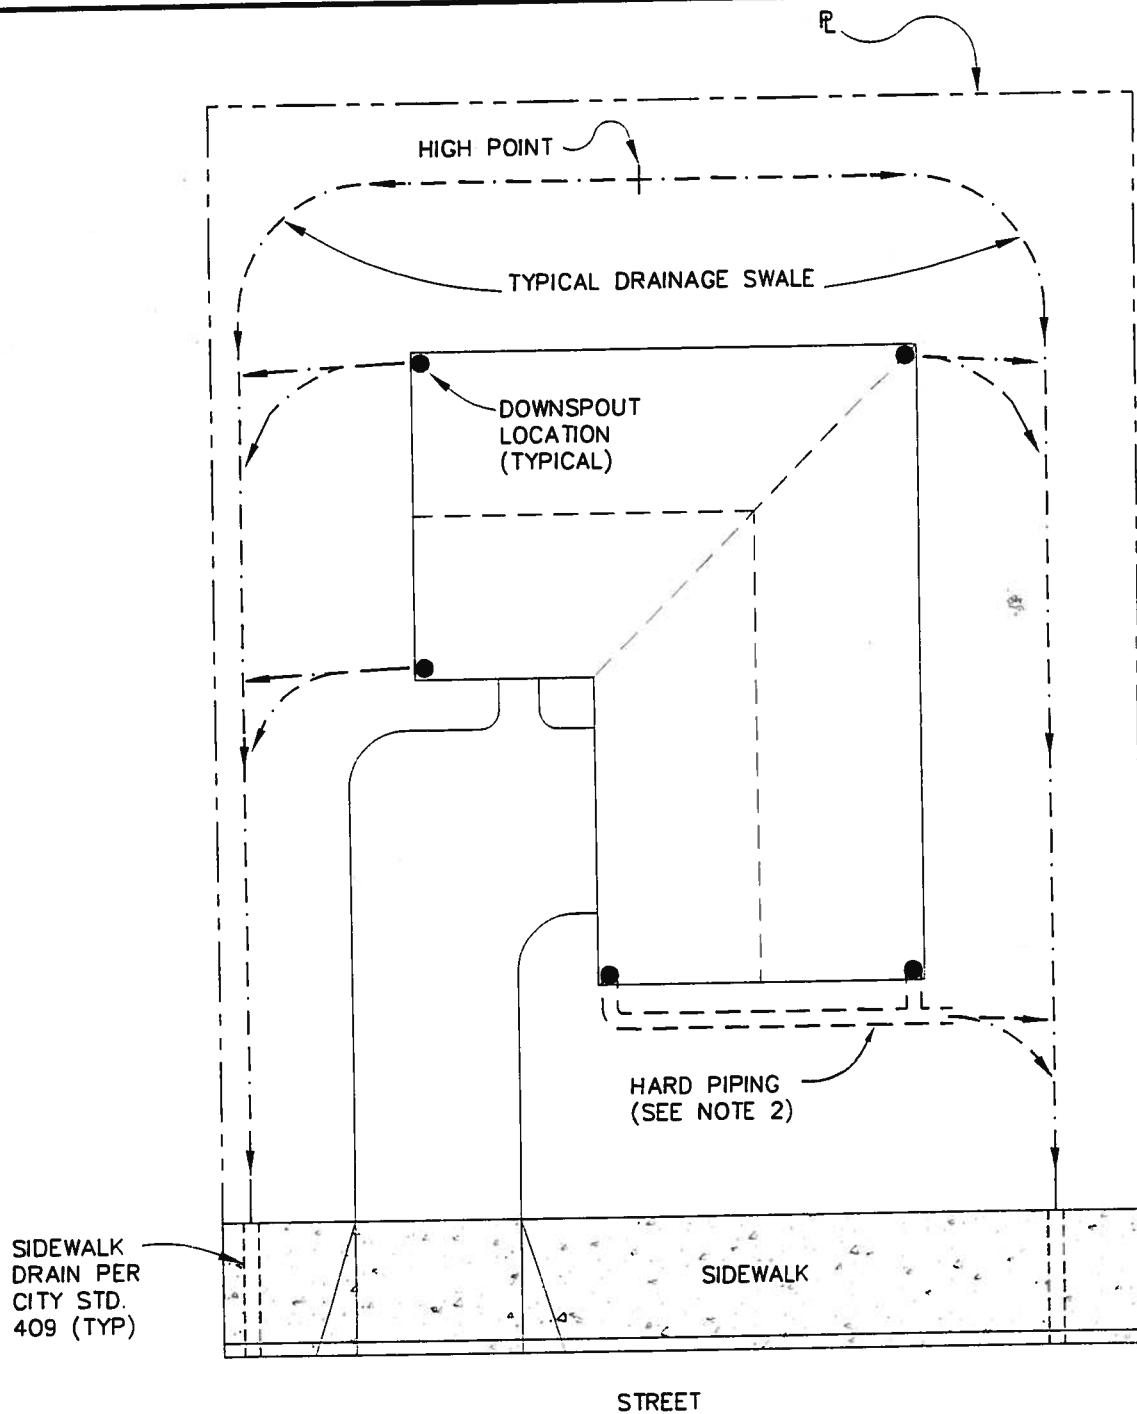 PL
HIGH POINT
TYPICAL DRAINAGE SWALE
DOWNSPOUT
LOCATION
(TYPICAL)
HARD PIPING
(SEE NOTE 2)
SIDEWALK
DRAIN PER
CITY STD.
409 (TYP)
SIDEWALK
STREET